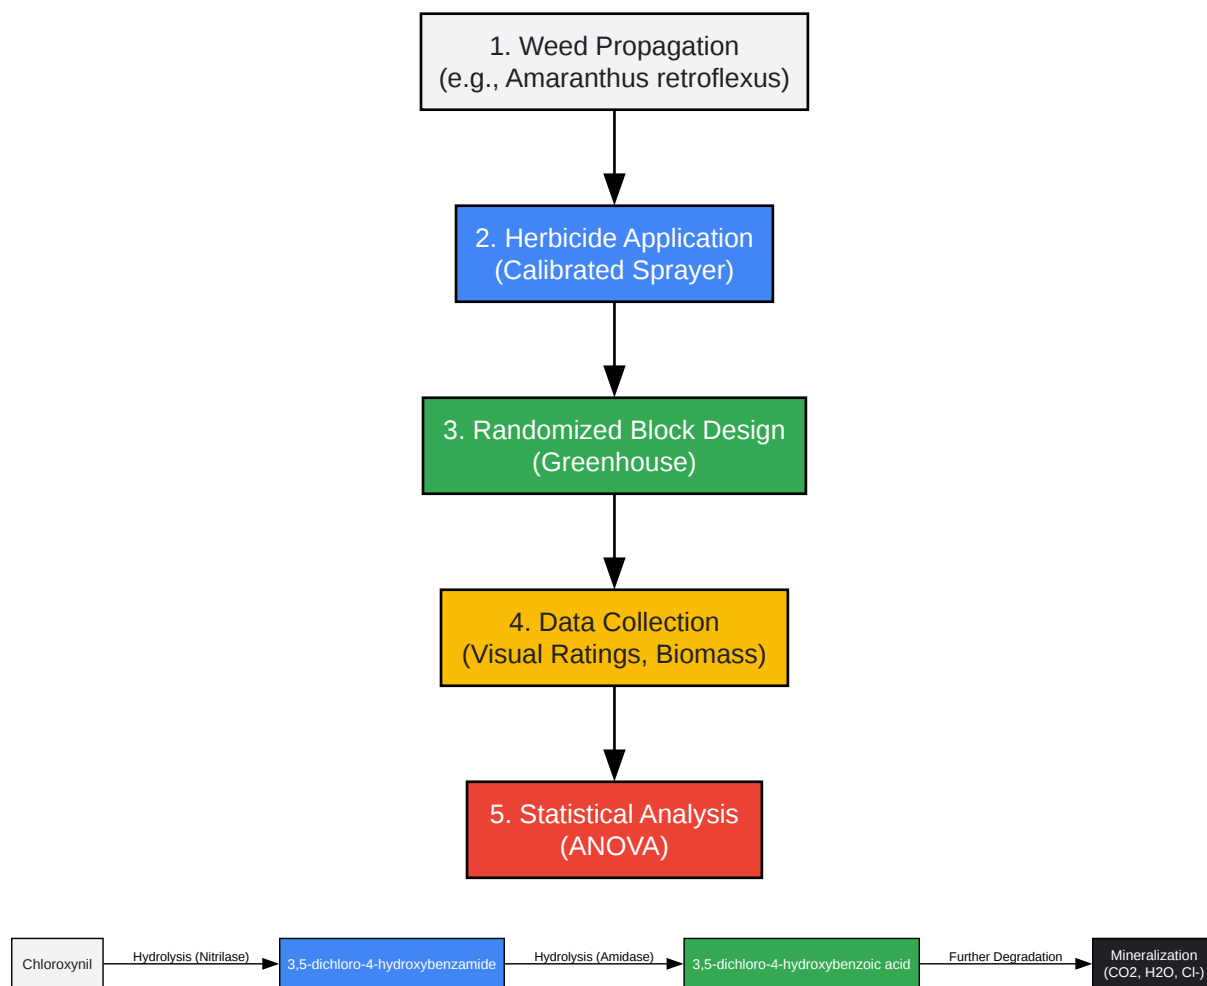 1. Weed Propagation
(e.g., Amaranthus retroflexus)
2. Herbicide Application
(Calibrated Sprayer)
3. Randomized Block Design
(Greenhouse)
4. Data Collection
(Visual Ratings, Biomass)
5. Statistical Analysis
(ANOVA)
Chloroxynil
Hydrolysis (Nitrilase)
3,5-dichloro-4-hydroxybenzamide
Hydrolysis (Amidase)
3,5-dichloro-4-hydroxybenzoic acid
Further Degradation
Mineralization
(CO2, H2O, Cl-)